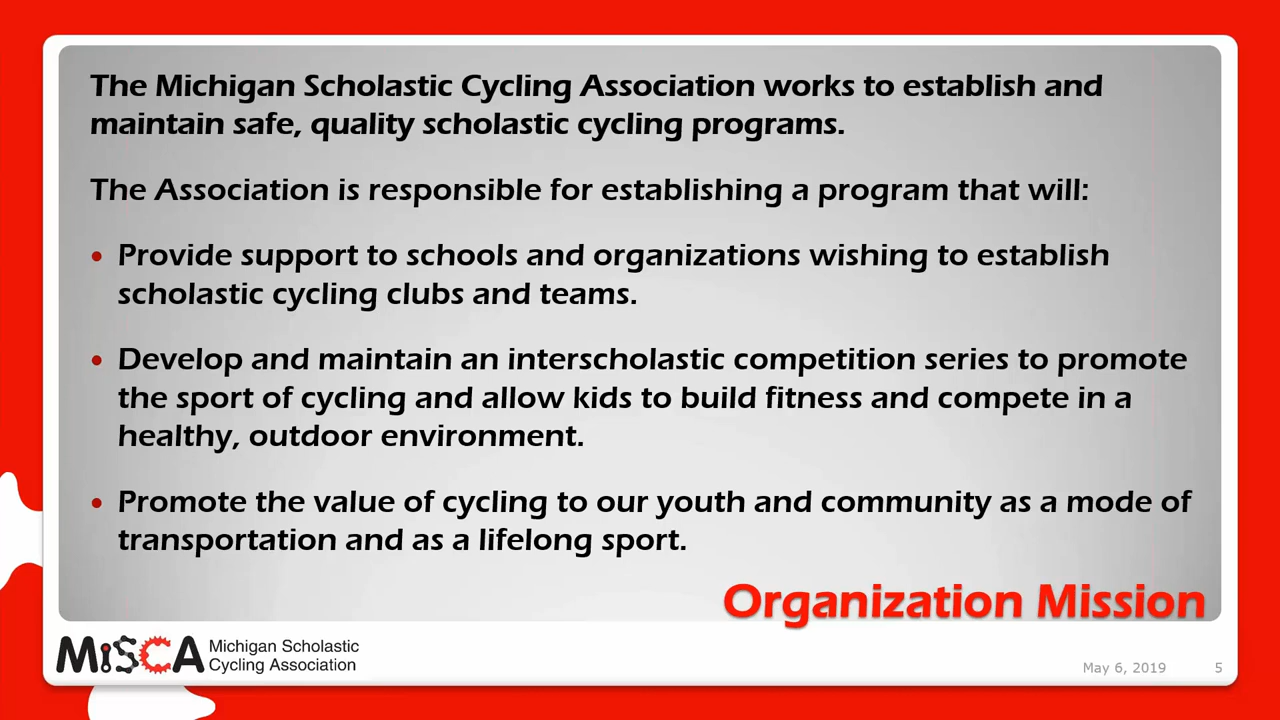 The Michigan Scholastic Cycling Association works to establish and
maintain safe, quality scholastic cycling programs.
The Association is responsible for establishing a program that will:
• Provide support to schools and organizations wishing to establish
scholastic cycling clubs and teams.
• Develop and maintain an interscholastic competition series to promote
the sport of cycling and allow kids to build fitness and compete in a
healthy, outdoor environment.
• Promote the value of cycling to our youth and community as a mode of
transportation and as a lifelong sport.
Organization Mission
MiSCA Michigan Scholastic
Cycling Association
May 6, 2019 5